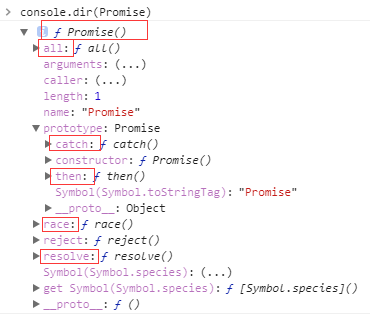 > console.dir(Promise)
▼ ƒ Promise()
▶ all: ƒ all()
arguments: (...)
caller: (...)
length: 1
name: "Promise"
▼ prototype: Promise
▶ catch: ƒ catch()
▶ constructor: ƒ Promise()
▶ then: ƒ then()
Symbol(Symbol.toStringTag): "Promise"
▶ __proto__: Object
▶ race: ƒ race()
▶ reject: ƒ reject()
▶ resolve: ƒ resolve()
Symbol(Symbol.species): (...)
▶ get Symbol(Symbol.species): ƒ [Symbol.species]()
▶ __proto__: ƒ ()